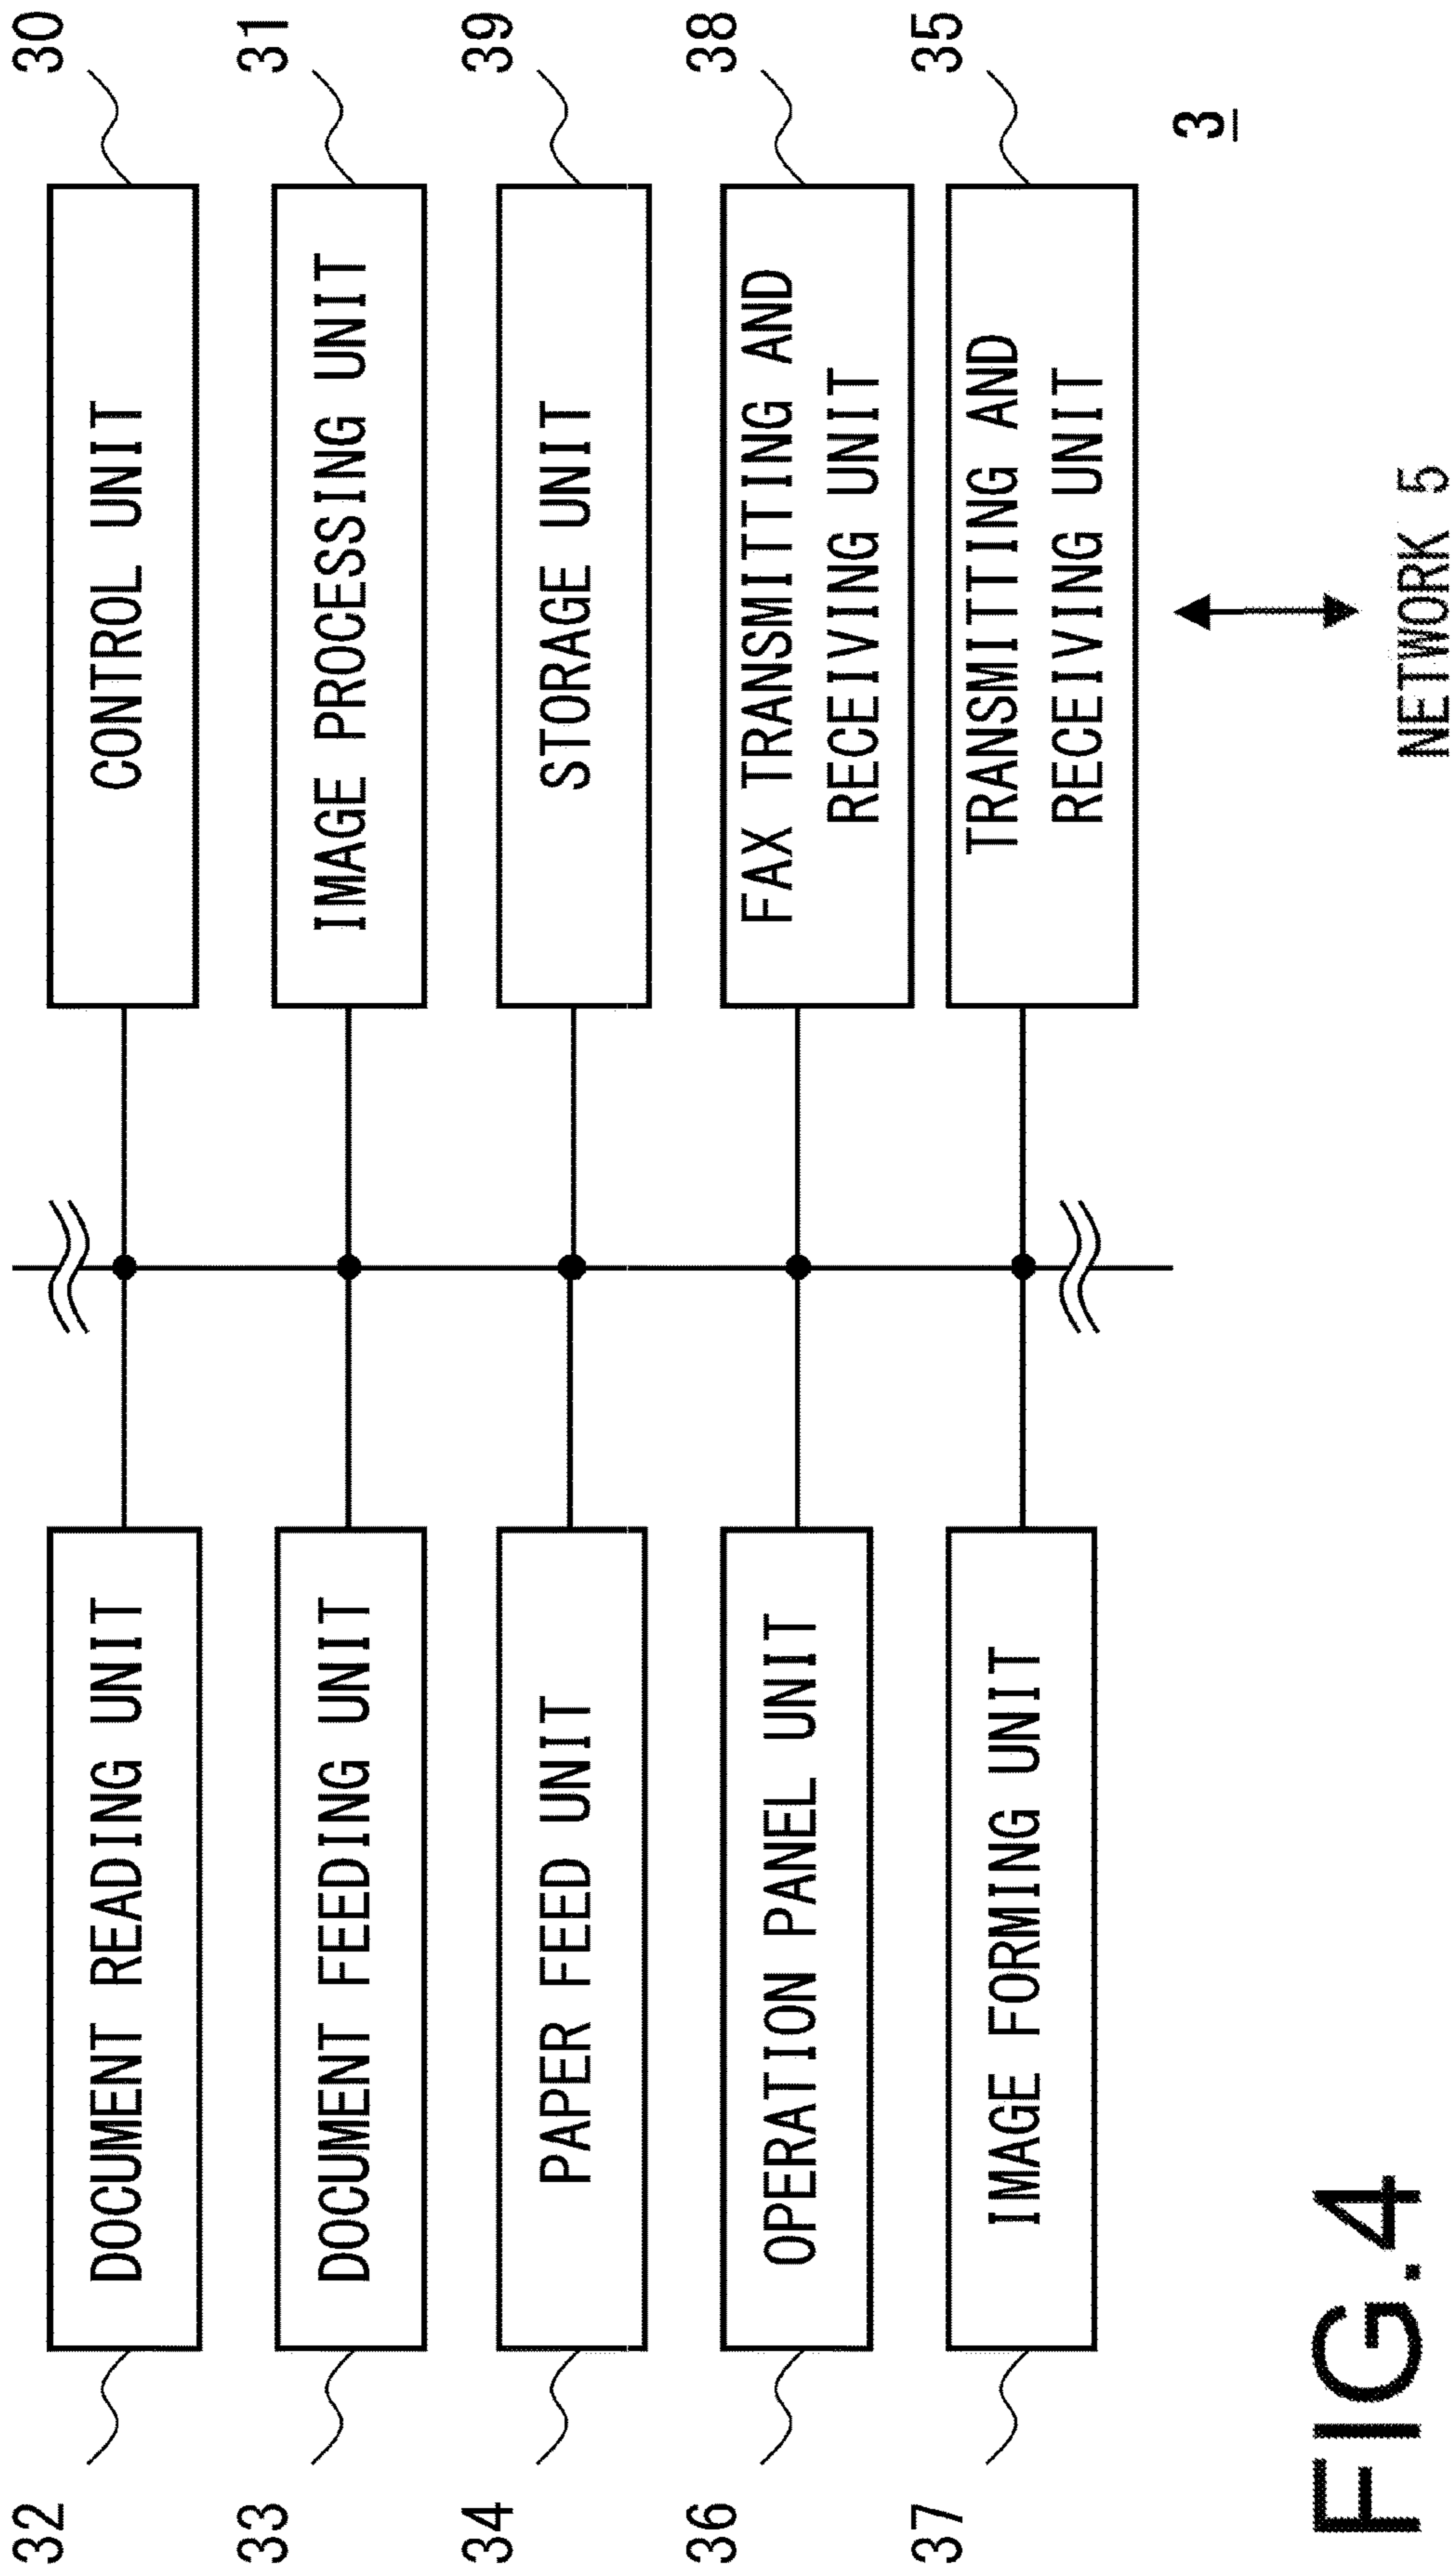 FIG.4
32
DOCUMENT READING UNIT
CONTROL UNIT
30
33
DOCUMENT FEEDING UNIT
IMAGE PROCESSING UNIT
31
34
PAPER FEED UNIT
STORAGE UNIT
39
36
OPERATION PANEL UNIT
FAX TRANSMITTING AND
RECEIVING UNIT
38
37
IMAGE FORMING UNIT
TRANSMITTING AND
RECEIVING UNIT
35
3
NETWORK 5